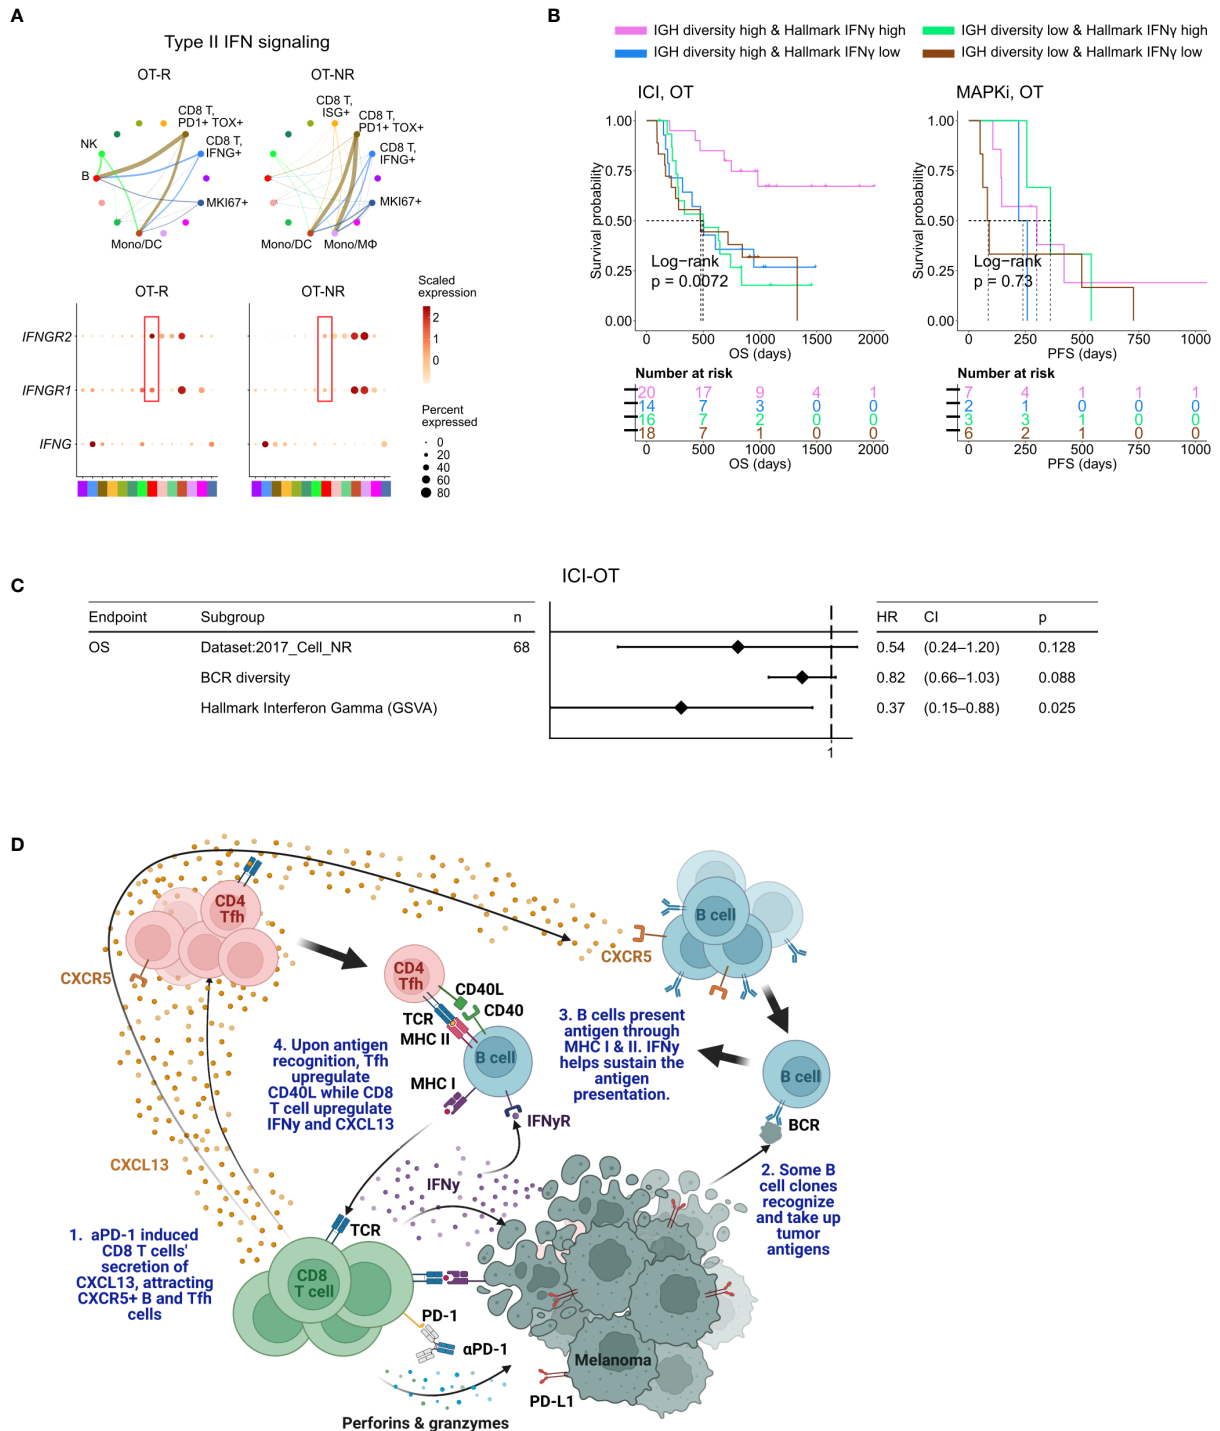 A
Type II IFN signaling
OT-R
OT-NR
CD8 T,
PD1+ TOX+
CD8 T,
IFNG+
MKI67+
Mono/DC
B
NK
CD8 T,
ISG+
CD8 T,
PD1+ TOX+
CD8 T,
IFNG+
MKI67+
Mono/DC
Mono/MΦ
OT-R
OT-NR
IFNGR2
IFNGR1
IFNG
Scaled
expression
2
1
0
Percent
expressed
0
20
40
60
80
B
IGH diversity high & Hallmark IFNγ high
IGH diversity low & Hallmark IFNγ high
IGH diversity high & Hallmark IFNγ low
IGH diversity low & Hallmark IFNγ low
ICI, OT
Survival probability
1.00
0.75
0.50
0.25
0.00
Log−rank
p = 0.0072
0 500 1000 1500 2000
OS (days)
Number at risk
20 17 9 4 1
14 7 3 0 0
16 7 2 0 0
18 7 1 0 0
0 500 1000 1500 2000
OS (days)
MAPKi, OT
Survival probability
1.00
0.75
0.50
0.25
0.00
Log−rank
p = 0.73
0 250 500 750 1000
PFS (days)
Number at risk
7 4 1 1 1
2 1 0 0 0
3 3 1 0 0
6 2 1 0 0
0 250 500 750 1000
PFS (days)
C
ICI-OT
Endpoint Subgroup n HR CI p
OS Dataset:2017_Cell_NR 68 0.54 (0.24–1.20) 0.128
BCR diversity 0.82 (0.66–1.03) 0.088
Hallmark Interferon Gamma (GSVA) 0.37 (0.15–0.88) 0.025
1
D
CD4
Tfh
CXCR5
B cell
CXCR5
CD4
Tfh
CD40L
CD40
TCR
MHC II
B cell
MHC I
IFNγR
3. B cells present
antigen through
MHC I & II. IFNγ
helps sustain the
antigen
presentation.
4. Upon antigen
recognition, Tfh
upregulate
CD40L while CD8
T cell upregulate
IFNγ and CXCL13
B cell
BCR
CXCL13
IFNγ
2. Some B
cell clones
recognize
and take up
tumor
antigens
1. aPD-1 induced
CD8 T cells'
secretion of
CXCL13, attracting
CXCR5+ B and Tfh
cells
TCR
CD8
T cell
PD-1
αPD-1
Melanoma
PD-L1
Perforins & granzymes